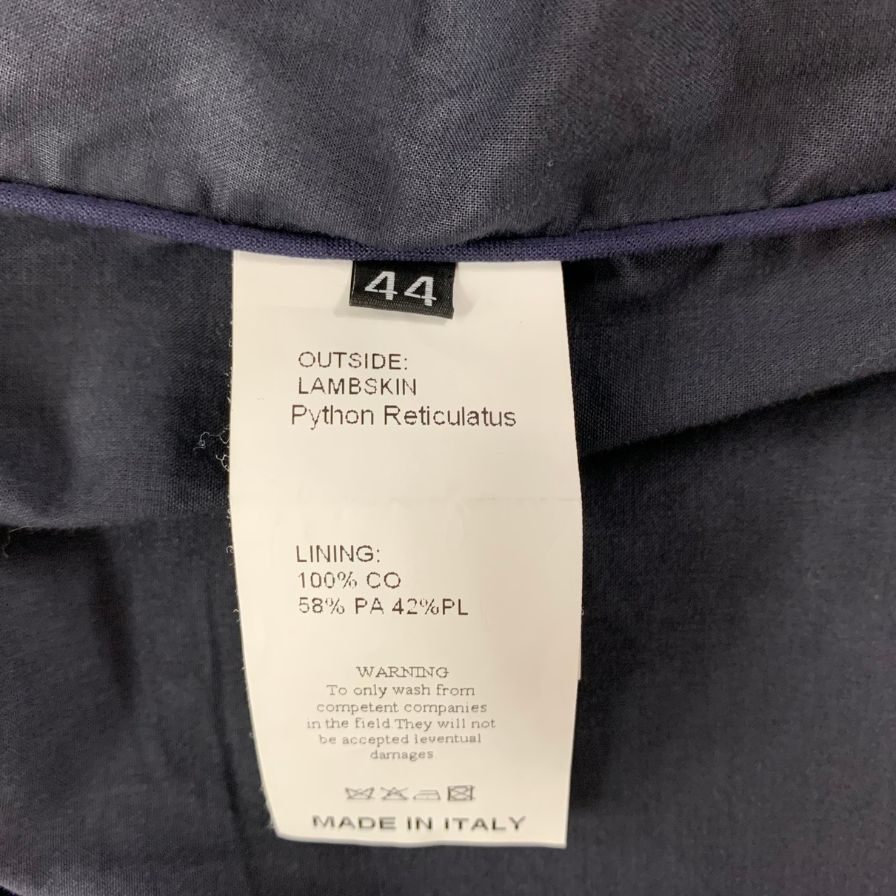 44
OUTSIDE:
LAMBSKIN
Python Reticulatus
LINING:
100% CO
58% PA 42%PL
WARNING
To only wash from
competent companies
in the field They will not
be accepted leventual
damages
MADE IN ITALY